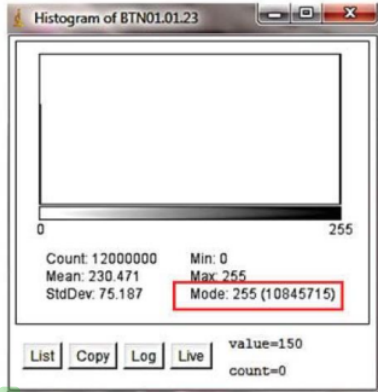 Histogram of BTN01.01.23
0 255
Count: 12000000 Min: 0
Mean: 230.471 Max: 255
StdDev: 75.187 Mode: 255 (10845715)
List Copy Log Live value=150
count=0